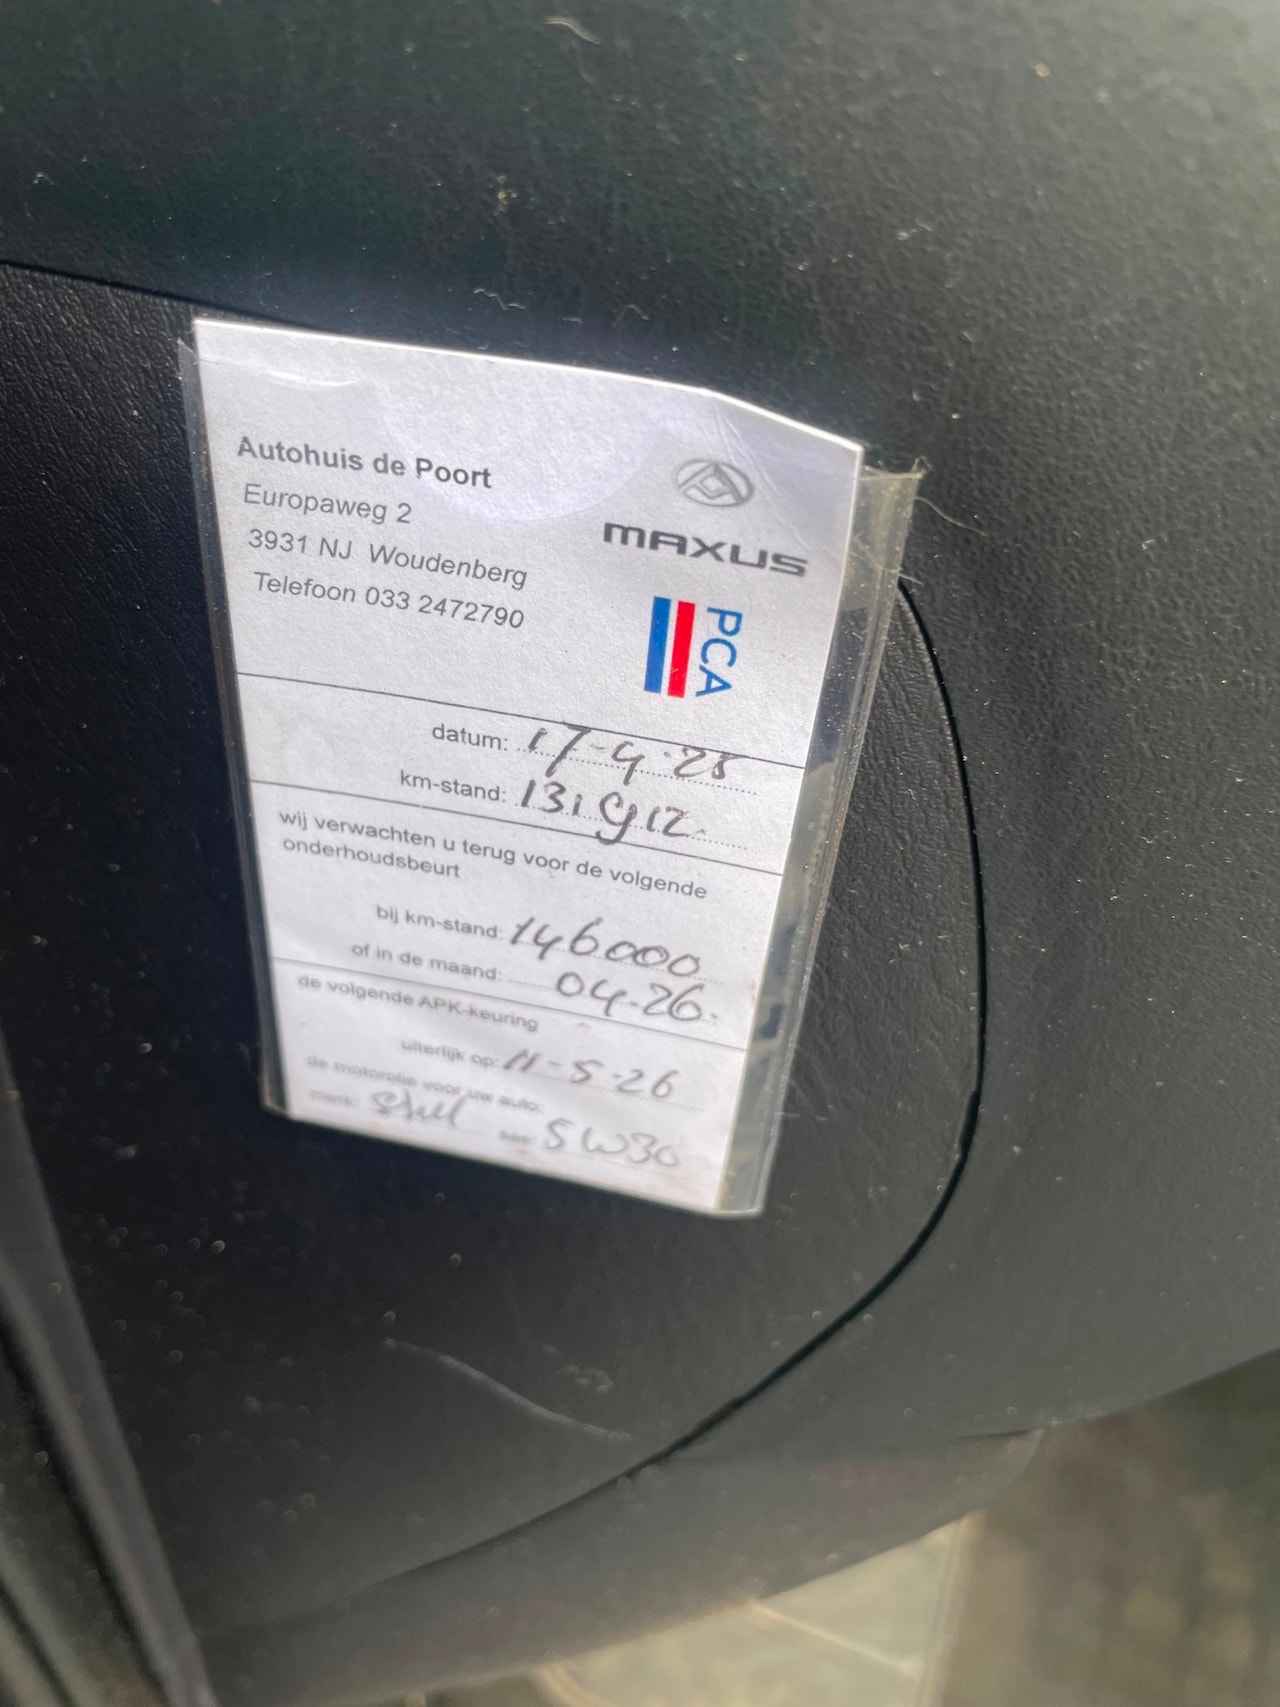 Autohuis de Poort
Europaweg 2
3931 NJ Woudenberg
Telefoon 033 2472790
MAXUS
PCA
datum: 17-4-25
km-stand: 131912
wij verwachten u terug voor de volgende
onderhoudsbeurt
bij km-stand: 146000
of in de maand: 04-26.
de volgende APK-keuring
uiterlijk op: 11-5-26
de motorolie voor uw auto:
merk: Shell sae: 5W30